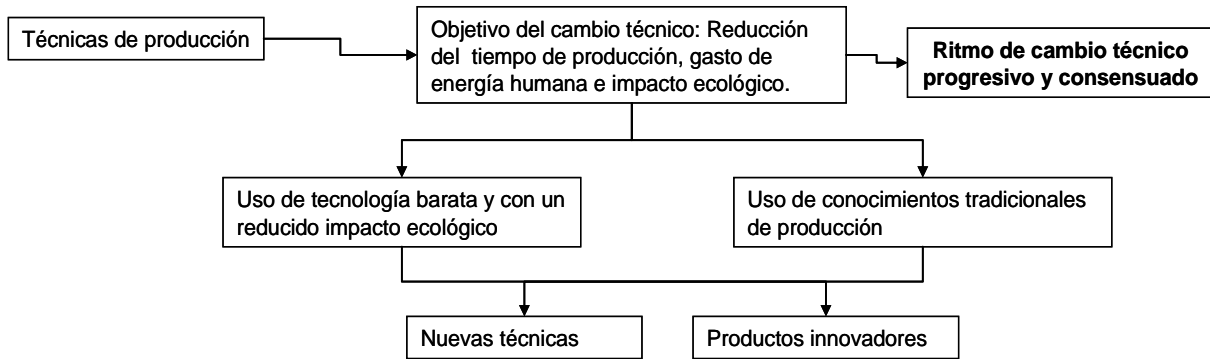 Técnicas de producción
Objetivo del cambio técnico: Reducción
del tiempo de producción, gasto de
energía humana e impacto ecológico.
Ritmo de cambio técnico
progresivo y consensuado
Uso de tecnología barata y con un
reducido impacto ecológico
Uso de conocimientos tradicionales
de producción
Nuevas técnicas
Productos innovadores